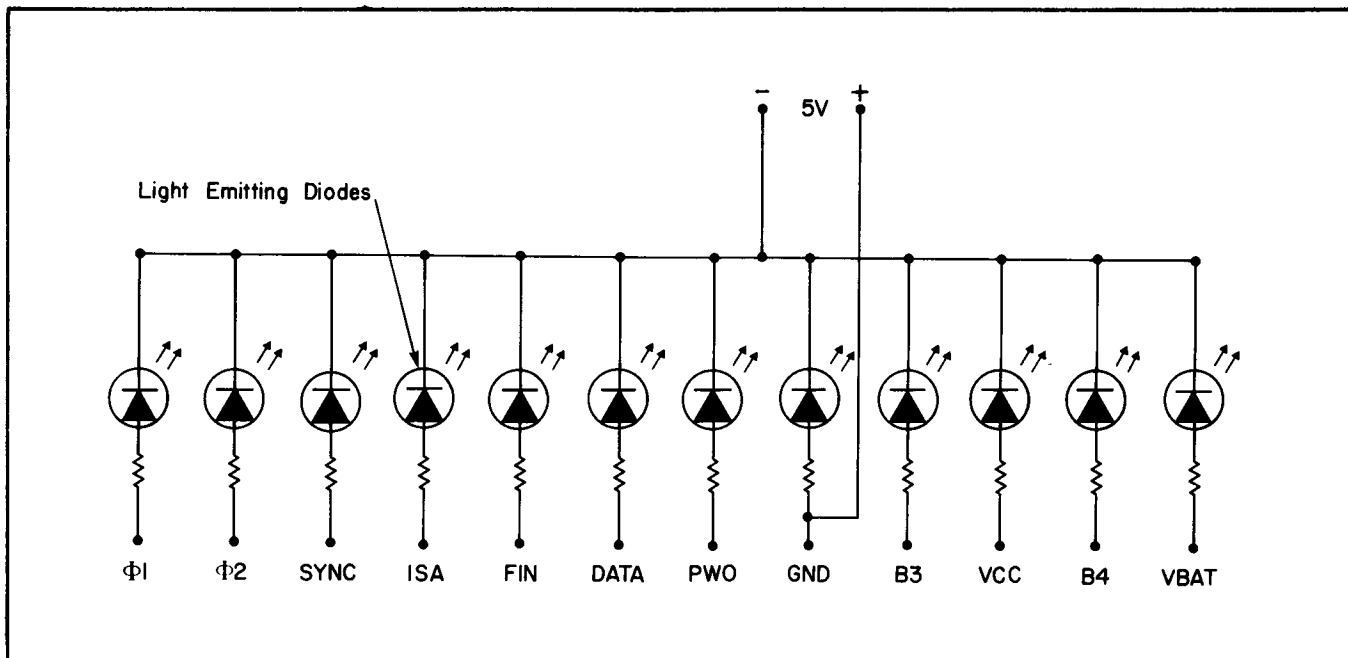 - 5V +
Light Emitting Diodes
Φ1 Φ2 SYNC ISA FIN DATA PWO GND B3 VCC B4 VBAT